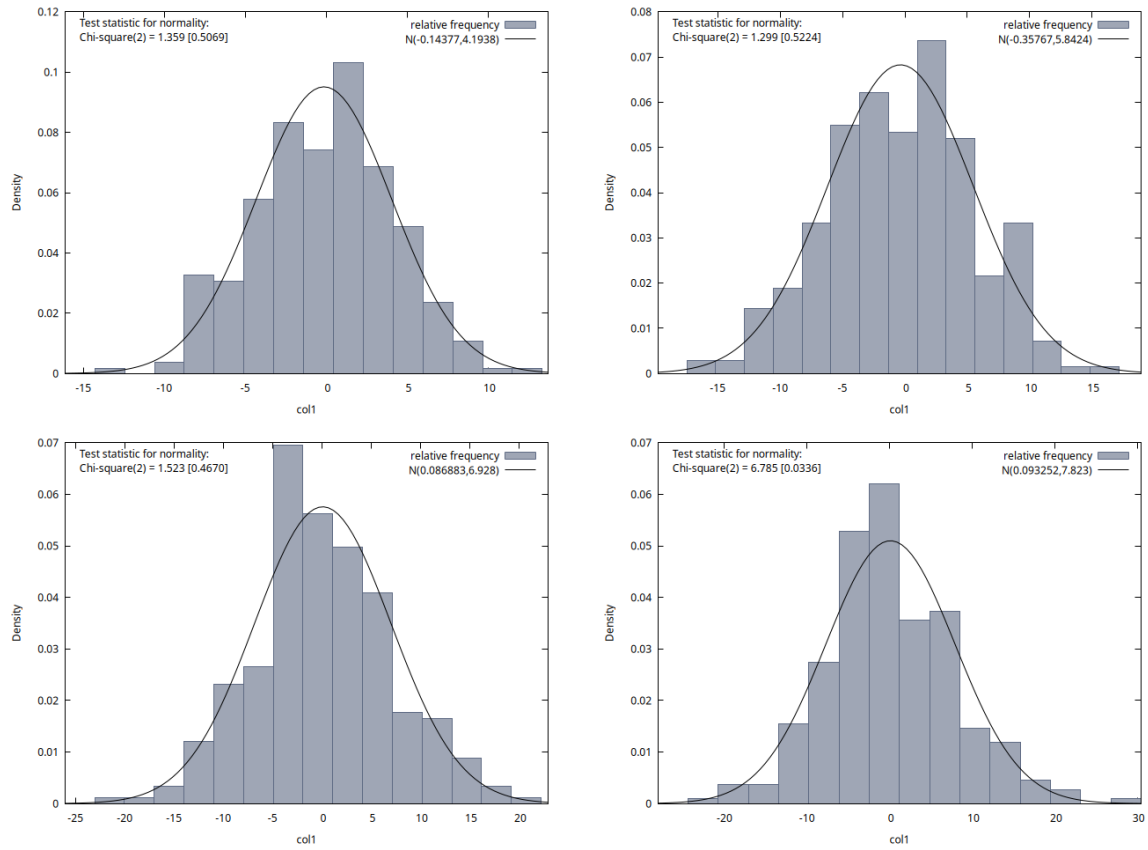 Test statistic for normality:
Chi-square(2) = 1.359 [0.5069]
relative frequency
N(-0.14377,4.1938)
0.12
0.1
0.08
0.06
0.04
0.02
0
Density
-15
-10
-5
0
5
10
col1
Test statistic for normality:
Chi-square(2) = 1.299 [0.5224]
relative frequency
N(-0.35767,5.8424)
0.08
0.07
0.06
0.05
0.04
0.03
0.02
0.01
0
Density
-15
-10
-5
0
5
10
15
col1
Test statistic for normality:
Chi-square(2) = 1.523 [0.4670]
relative frequency
N(0.086883,6.928)
0.07
0.06
0.05
0.04
0.03
0.02
0.01
0
Density
-25
-20
-15
-10
-5
0
5
10
15
20
col1
Test statistic for normality:
Chi-square(2) = 6.785 [0.0336]
relative frequency
N(0.093252,7.823)
0.07
0.06
0.05
0.04
0.03
0.02
0.01
0
Density
-20
-10
0
10
20
30
col1